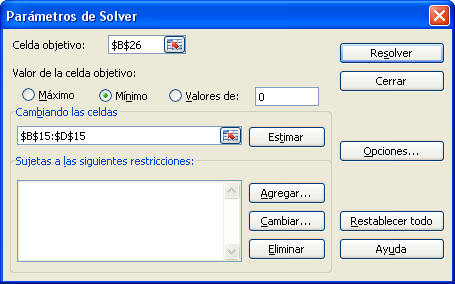 Parámetros de Solver
Celda objetivo: $B$26
Resolver
Valor de la celda objetivo:
Cerrar
Máximo Mínimo Valores de: 0
Cambiando las celdas
$B$15:$D$15 Estimar
Opciones...
Sujetas a las siguientes restricciones:
Agregar...
Cambiar... Restablecer todo
Eliminar Ayuda